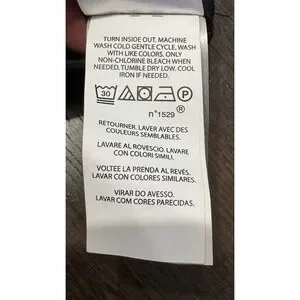 TURN INSIDE OUT. MACHINE
WASH COLD GENTLE CYCLE. WASH
WITH LIKE COLORS. ONLY
NON-CHLORINE BLEACH WHEN
NEEDED. TUMBLE DRY LOW. COOL
IRON IF NEEDED.
30 P
n°1529 ®
RETOURNER. LAVER AVEC DES
COULEURS SEMBLABLES.
LAVARE AL ROVESCIO. LAVARE
CON COLORI SIMILI.
VOLTEE LA PRENDA AL REVÉS.
LAVAR CON COLORES SIMILARES.
VIRAR DO AVESSO.
LAVAR COM CORES PARECIDAS.